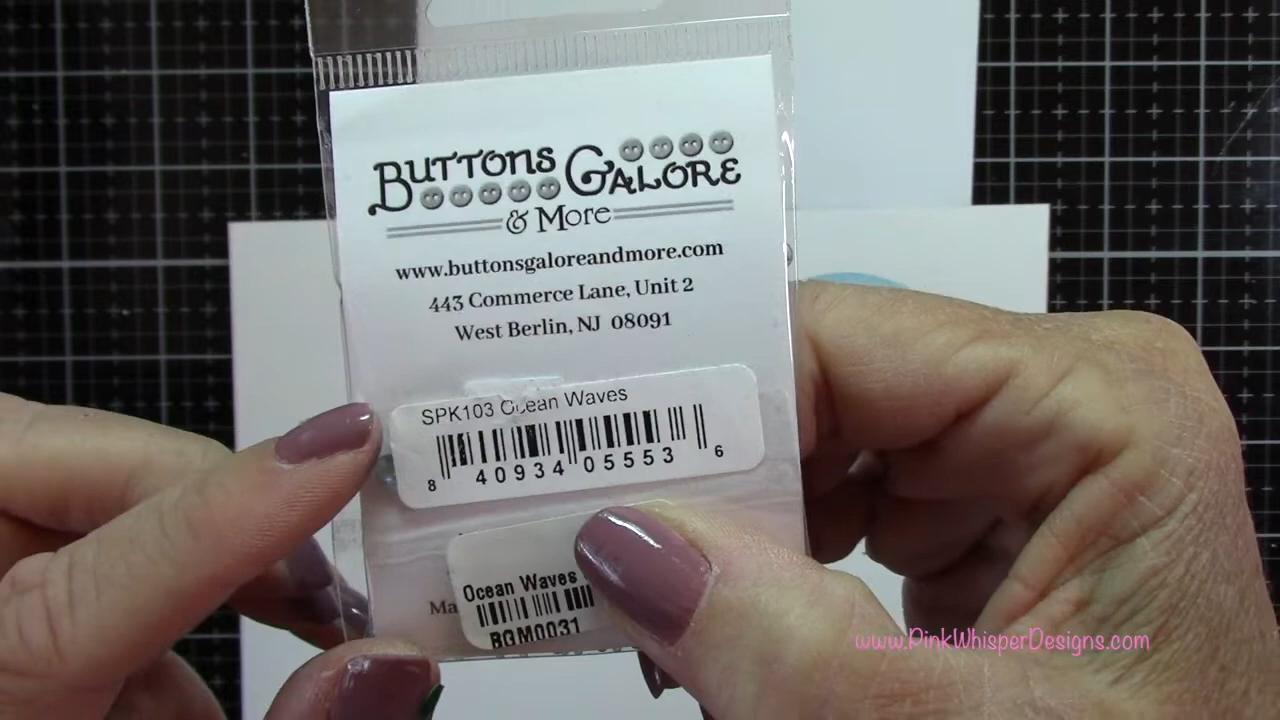 BUTTONS GALORE
& More
www.buttonsgaloreandmore.com
443 Commerce Lane, Unit 2
West Berlin, NJ 08091
SPK103 Ocean Waves
8 40934 05553 6
Ocean Waves
Ma
BGM0031
www.PinkWhisperDesigns.com